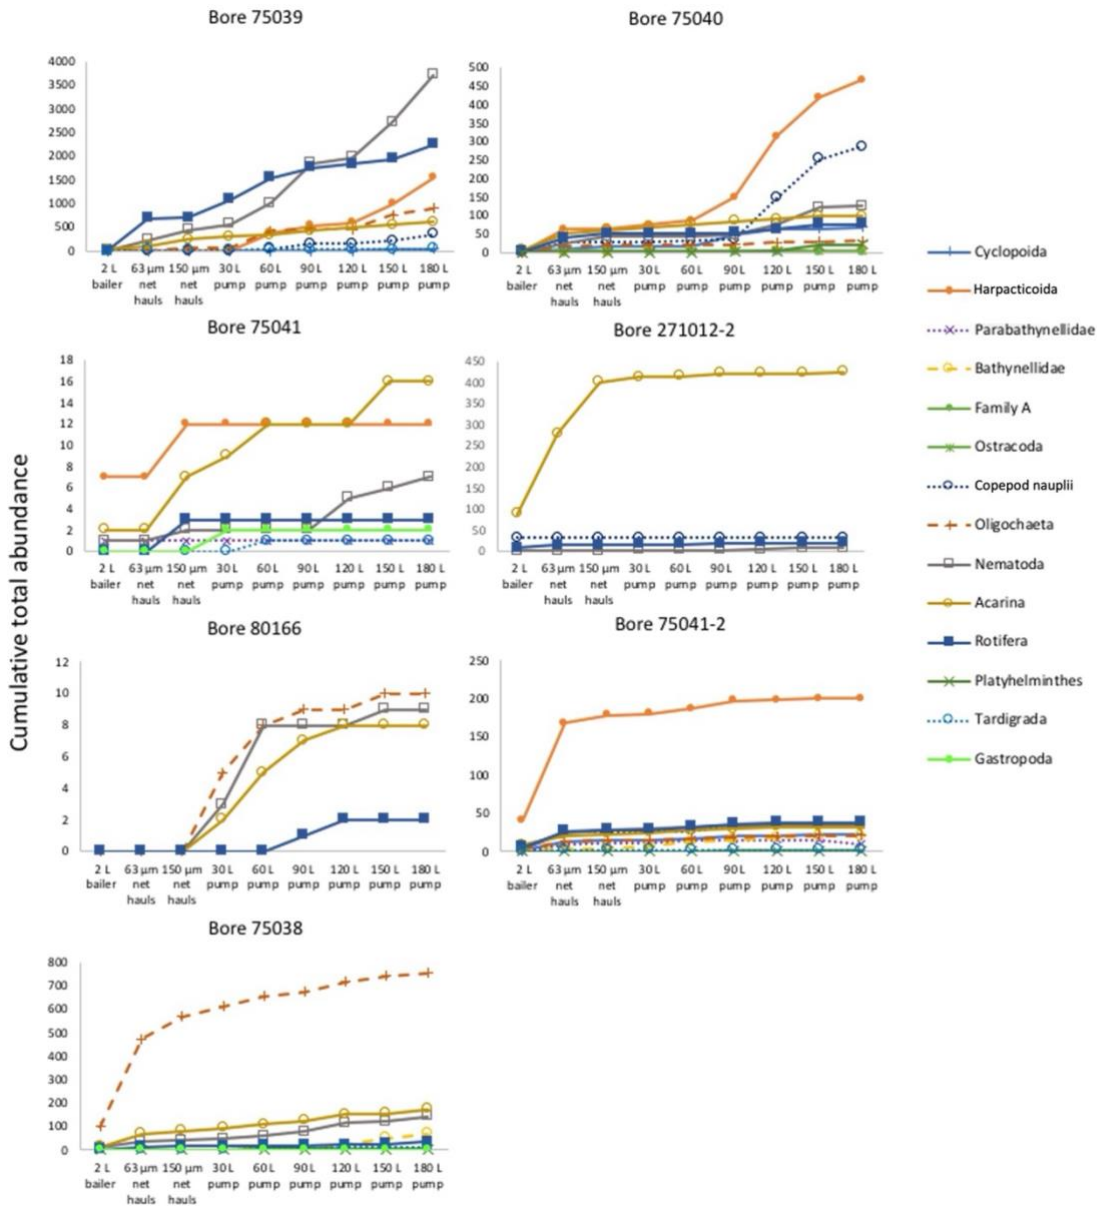 Bore 75039
4000
3500
3000
2500
2000
1500
1000
500
0
2 L 63 µm 150 µm 30 L 60 L 90 L 120 L 150 L 180 L
bailer net net pump pump pump pump pump pump
hauls hauls
Bore 75040
500
450
400
350
300
250
200
150
100
50
0
2 L 63 µm 150 µm 30 L 60 L 90 L 120 L 150 L 180 L
bailer net net pump pump pump pump pump pump
hauls hauls
Bore 75041
18
16
14
12
10
8
6
4
2
0
2 L 63 µm 150 µm 30 L 60 L 90 L 120 L 150 L 180 L
bailer net net pump pump pump pump pump pump
hauls hauls
Bore 271012-2
450
400
350
300
250
200
150
100
50
0
2 L 63 µm 150 µm 30 L 60 L 90 L 120 L 150 L 180 L
bailer net net pump pump pump pump pump pump
hauls hauls
Bore 80166
12
10
8
6
4
2
0
2 L 63 µm 150 µm 30 L 60 L 90 L 120 L 150 L 180 L
bailer net net pump pump pump pump pump pump
hauls hauls
Bore 75041-2
250
200
150
100
50
0
2 L 63 µm 150 µm 30 L 60 L 90 L 120 L 150 L 180 L
bailer net net pump pump pump pump pump pump
hauls hauls
Bore 75038
800
700
600
500
400
300
200
100
0
2 L 63 µm 150 µm 30 L 60 L 90 L 120 L 150 L 180 L
bailer net net pump pump pump pump pump pump
hauls hauls
Cumulative total abundance
Cyclopoida
Harpacticoida
Parabathynellidae
Bathynellidae
Family A
Ostracoda
Copepod nauplii
Oligochaeta
Nematoda
Acarina
Rotifera
Platyhelminthes
Tardigrada
Gastropoda